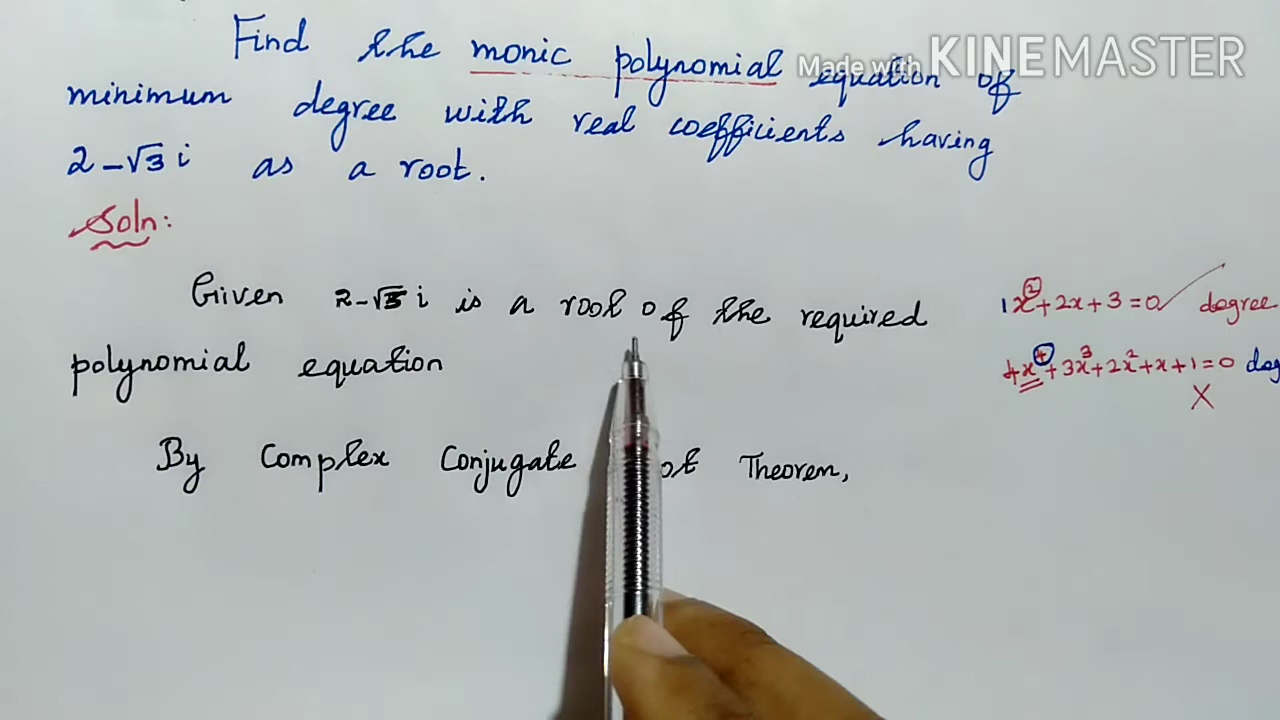 Find the monic polynomial equation of
minimum degree with real coefficients having
2-√3 i as a root.
Soln:
Given 2-√3 i is a root of the required
polynomial equation
By Complex Conjugate
Theorem,
1x²+2x+3=0 ✓ degree
4x⁴+3x³+2x²+x+1=0
X
Made with KINEMASTER